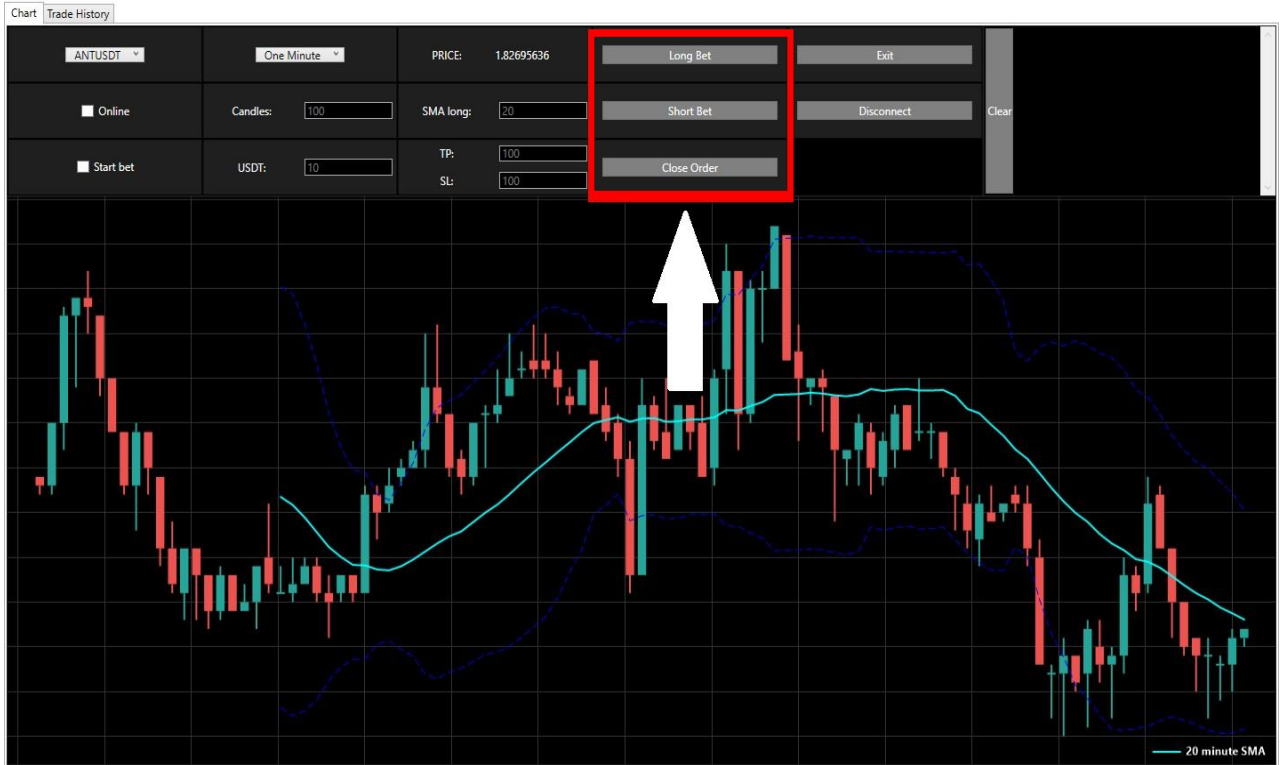 Chart Trade History
ANTUSDT One Minute PRICE: 1.82695636 Long Bet Exit
Online Candles: 100 SMA long: 20 Short Bet Disconnect Clear
Start bet USDT: 10 TP: 100 Close Order
SL: 100
20 minute SMA